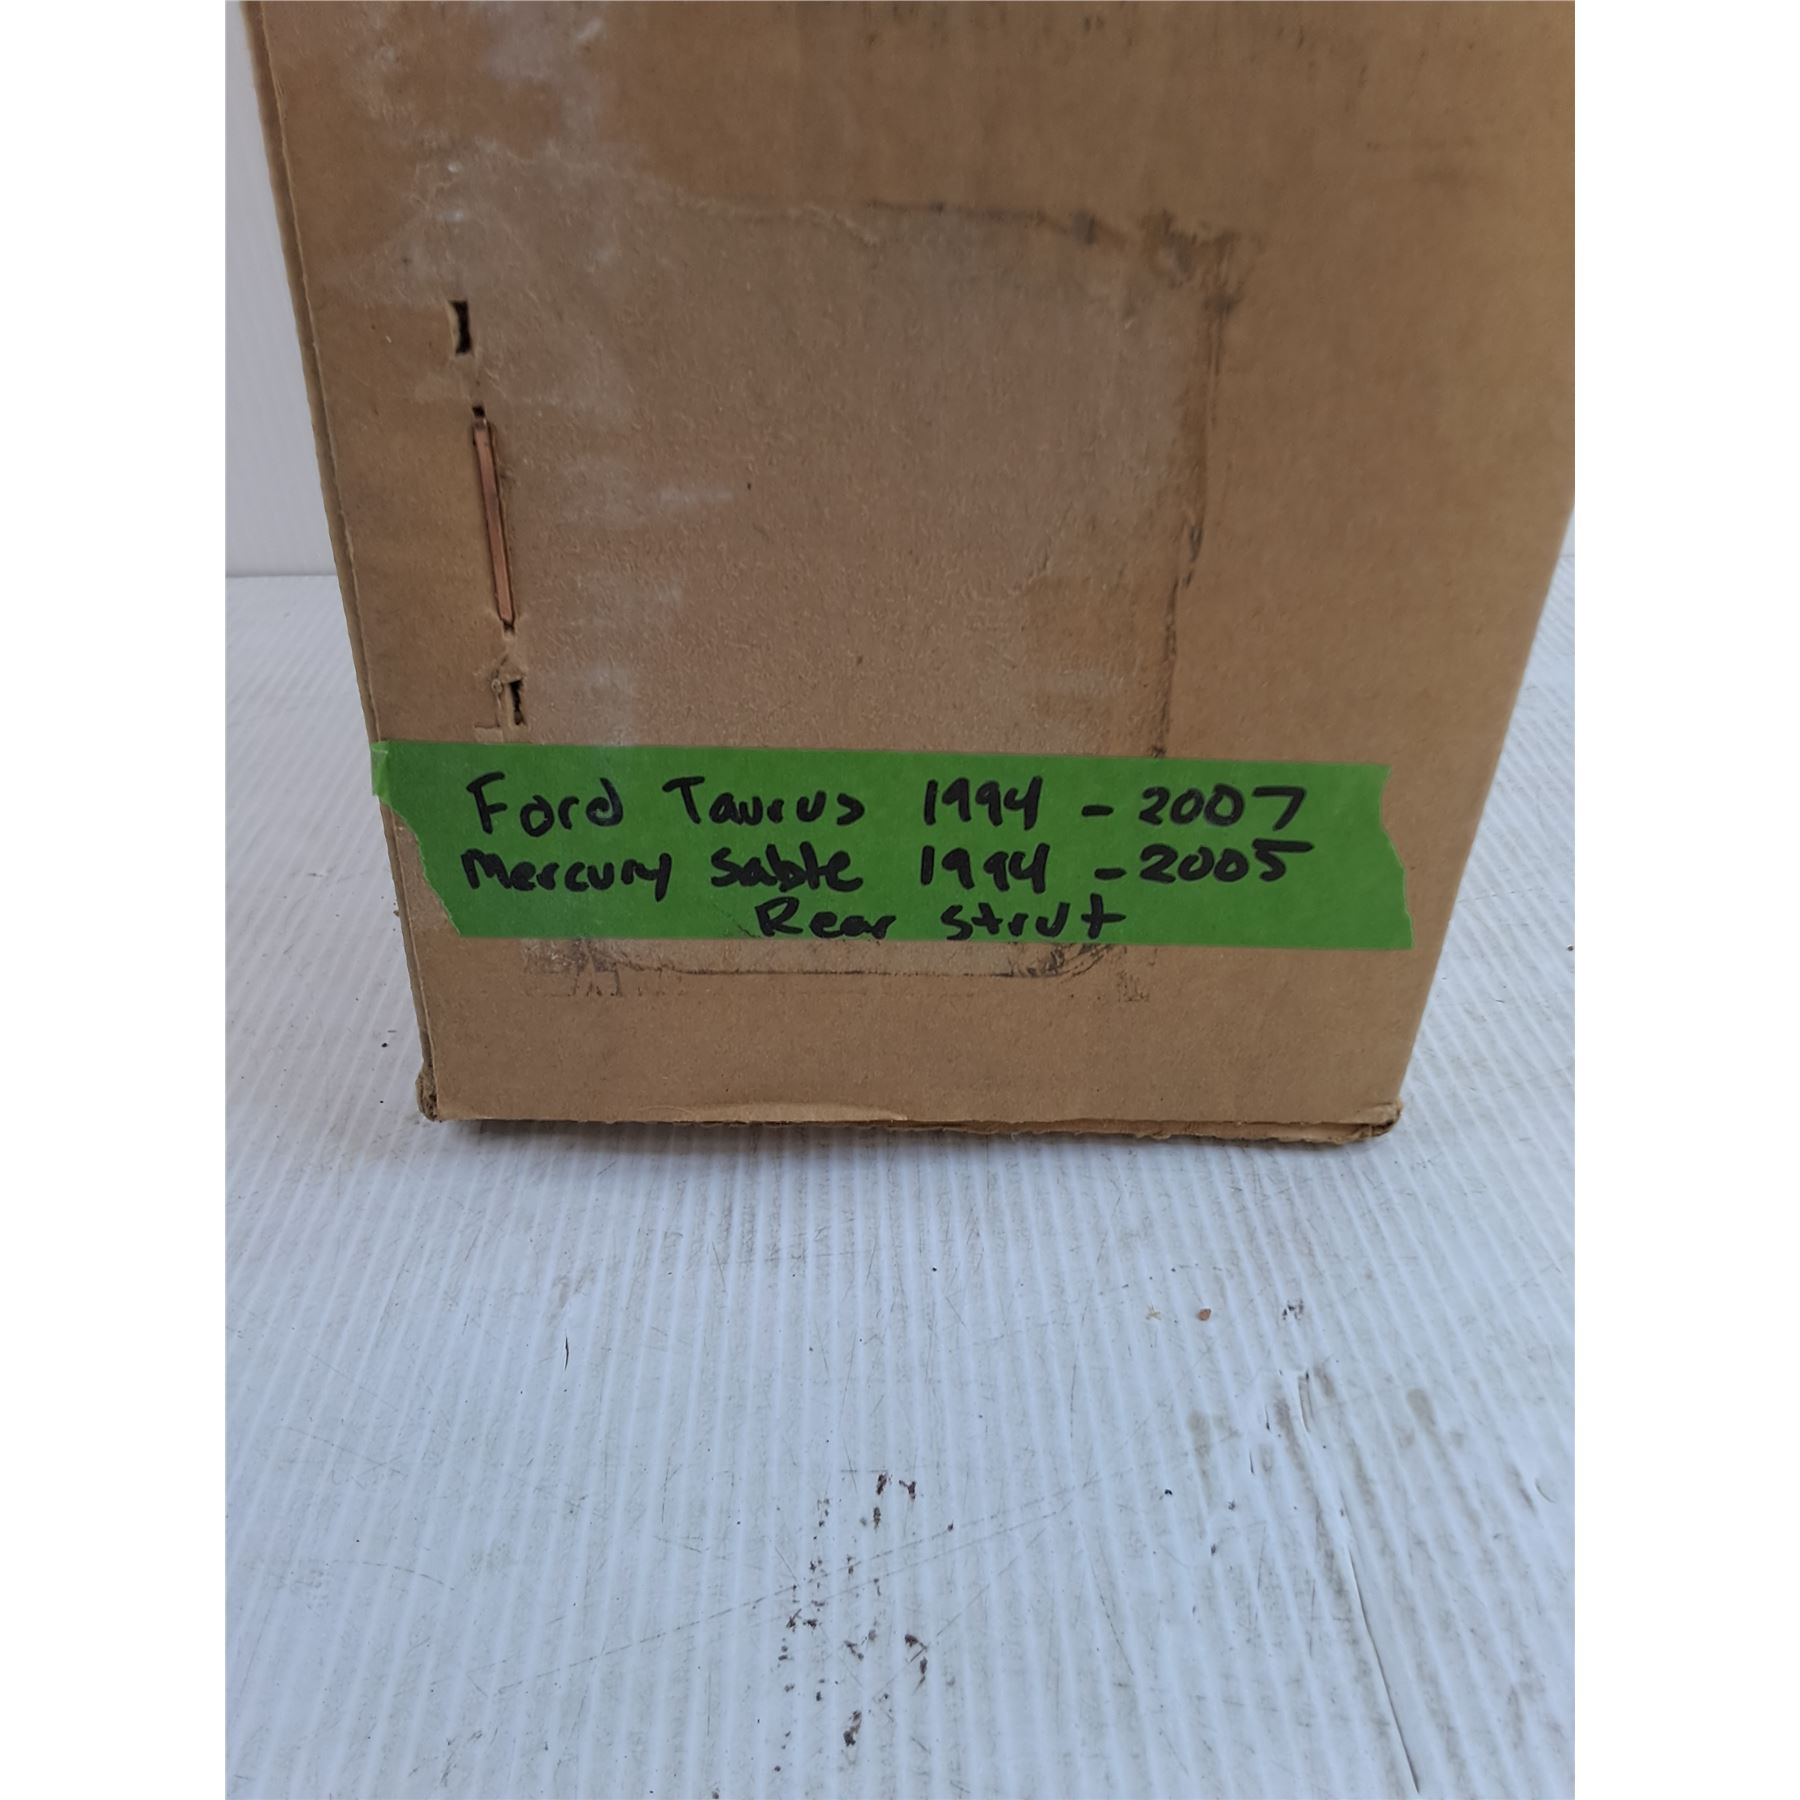 Ford Taurus 1994 - 2007
Mercury Sable 1994 - 2005
Rear strut